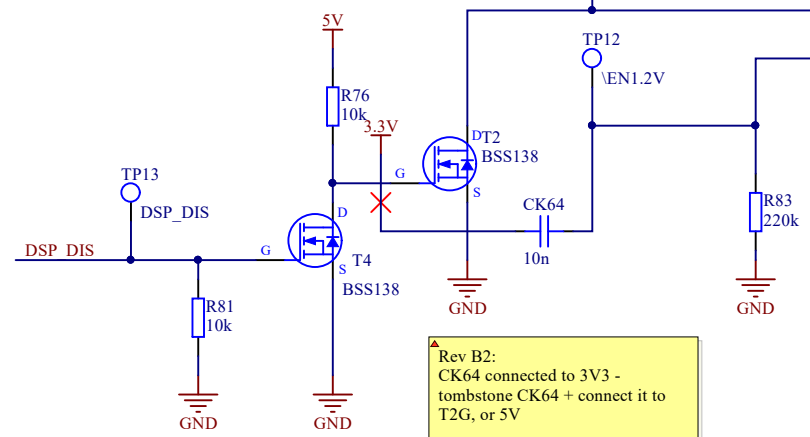 5V
TP12
\EN1.2V
R76
10k
3.3V
D
T2
BSS138
G
S
TP13
DSP_DIS
CK64
10n
R83
220k
DSP_DIS
D
G
T4
S
BSS138
R81
10k
GND
GND
GND
GND
Rev B2:
CK64 connected to 3V3 -
tombstone CK64 + connect it to
T2G, or 5V